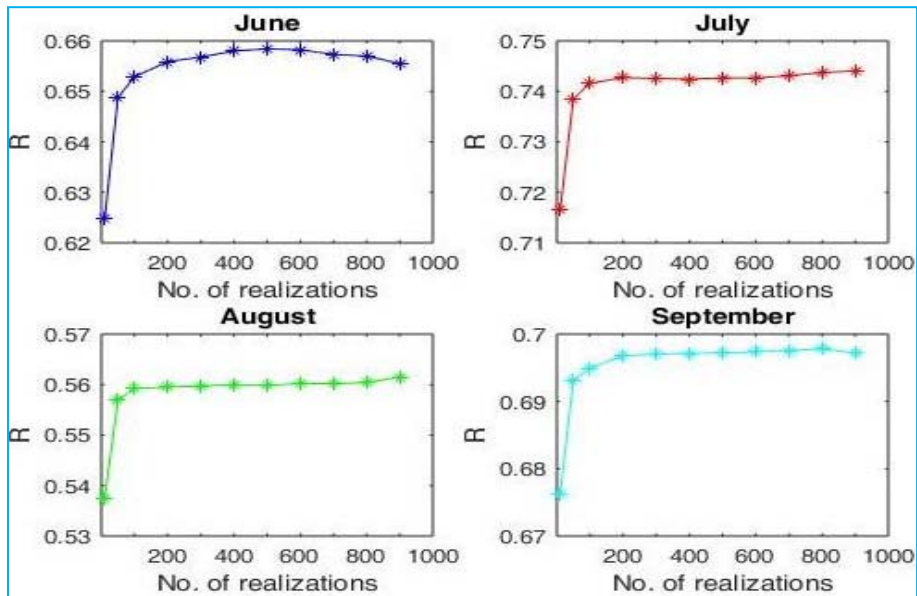 June
0.66
0.65
0.64
0.63
0.62
R
200 400 600 800 1000
No. of realizations
July
0.75
0.74
0.73
0.72
0.71
R
200 400 600 800 1000
No. of realizations
August
0.57
0.56
0.55
0.54
0.53
R
200 400 600 800 1000
No. of realizations
September
0.7
0.69
0.68
0.67
R
200 400 600 800 1000
No. of realizations